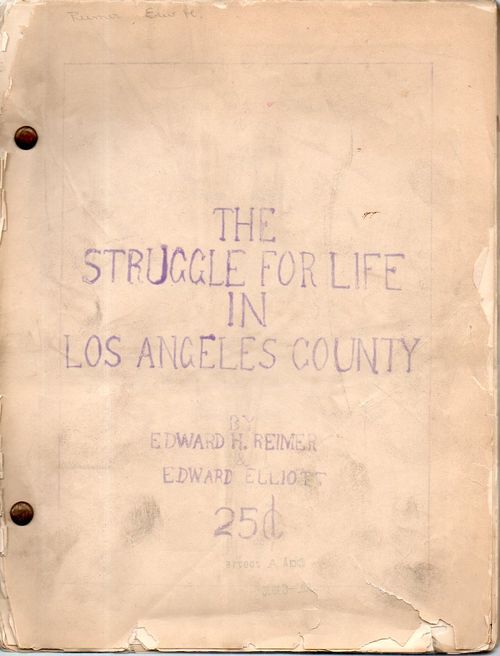 THE
STRUGGLE FOR LIFE
IN
LOS ANGELES COUNTY
BY
EDWARD H. REIMER
&
EDWARD ELLIOTT
25¢